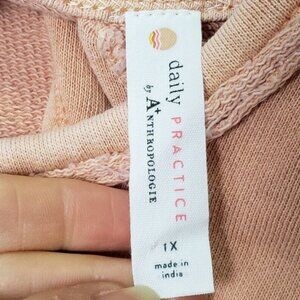 daily
PRACTICE
by ANTHROPOLOGIE
1X
made in
india